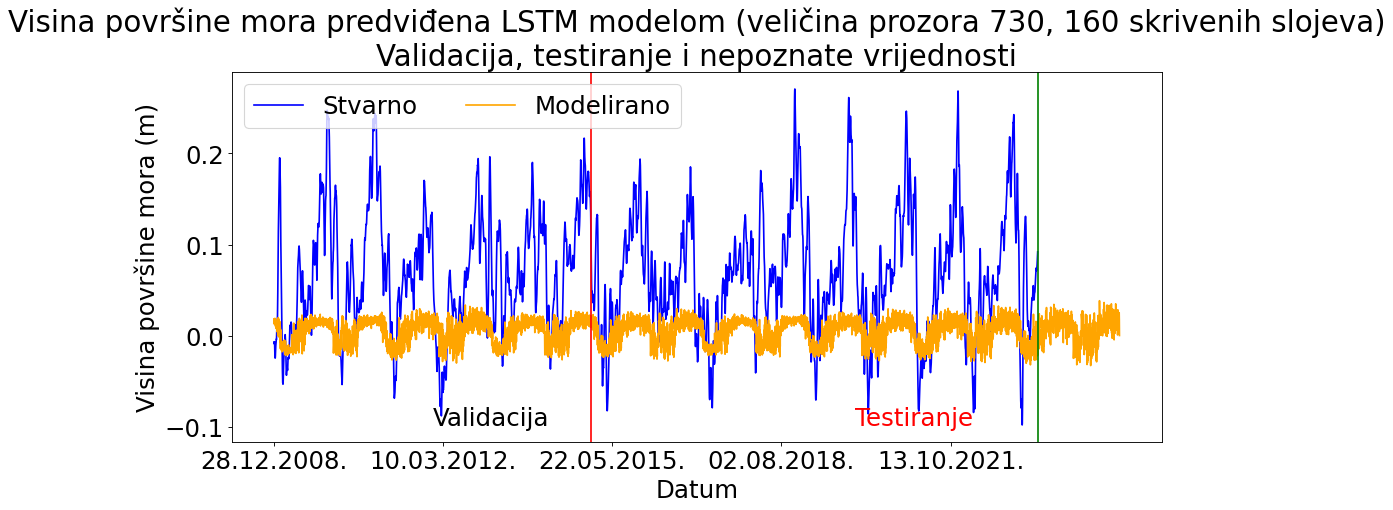 Visina površine mora predviđena LSTM modelom (veličina prozora 730, 160 skrivenih slojeva)
Validacija, testiranje i nepoznate vrijednosti
Stvarno
Modelirano
Visina površine mora (m)
0.2
0.1
0.0
−0.1
Validacija
Testiranje
28.12.2008.
10.03.2012.
22.05.2015.
02.08.2018.
13.10.2021.
Datum